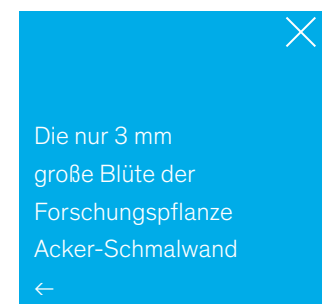 Die nur 3 mm
große Blüte der
Forschungspflanze
Acker-Schmalwand
←